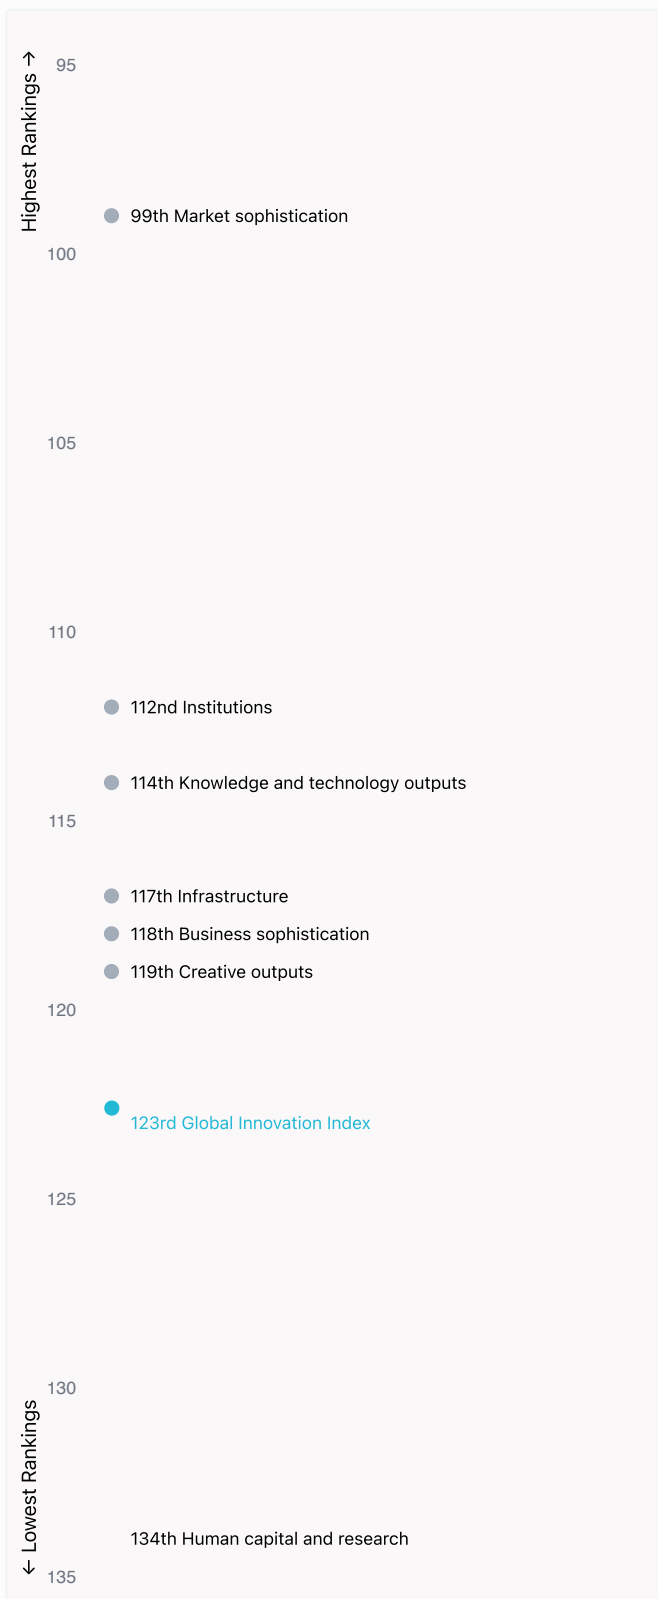 Highest Rankings →
95
99th Market sophistication
100
105
110
112nd Institutions
114th Knowledge and technology outputs
115
117th Infrastructure
118th Business sophistication
119th Creative outputs
120
123rd Global Innovation Index
125
130
← Lowest Rankings
134th Human capital and research
135